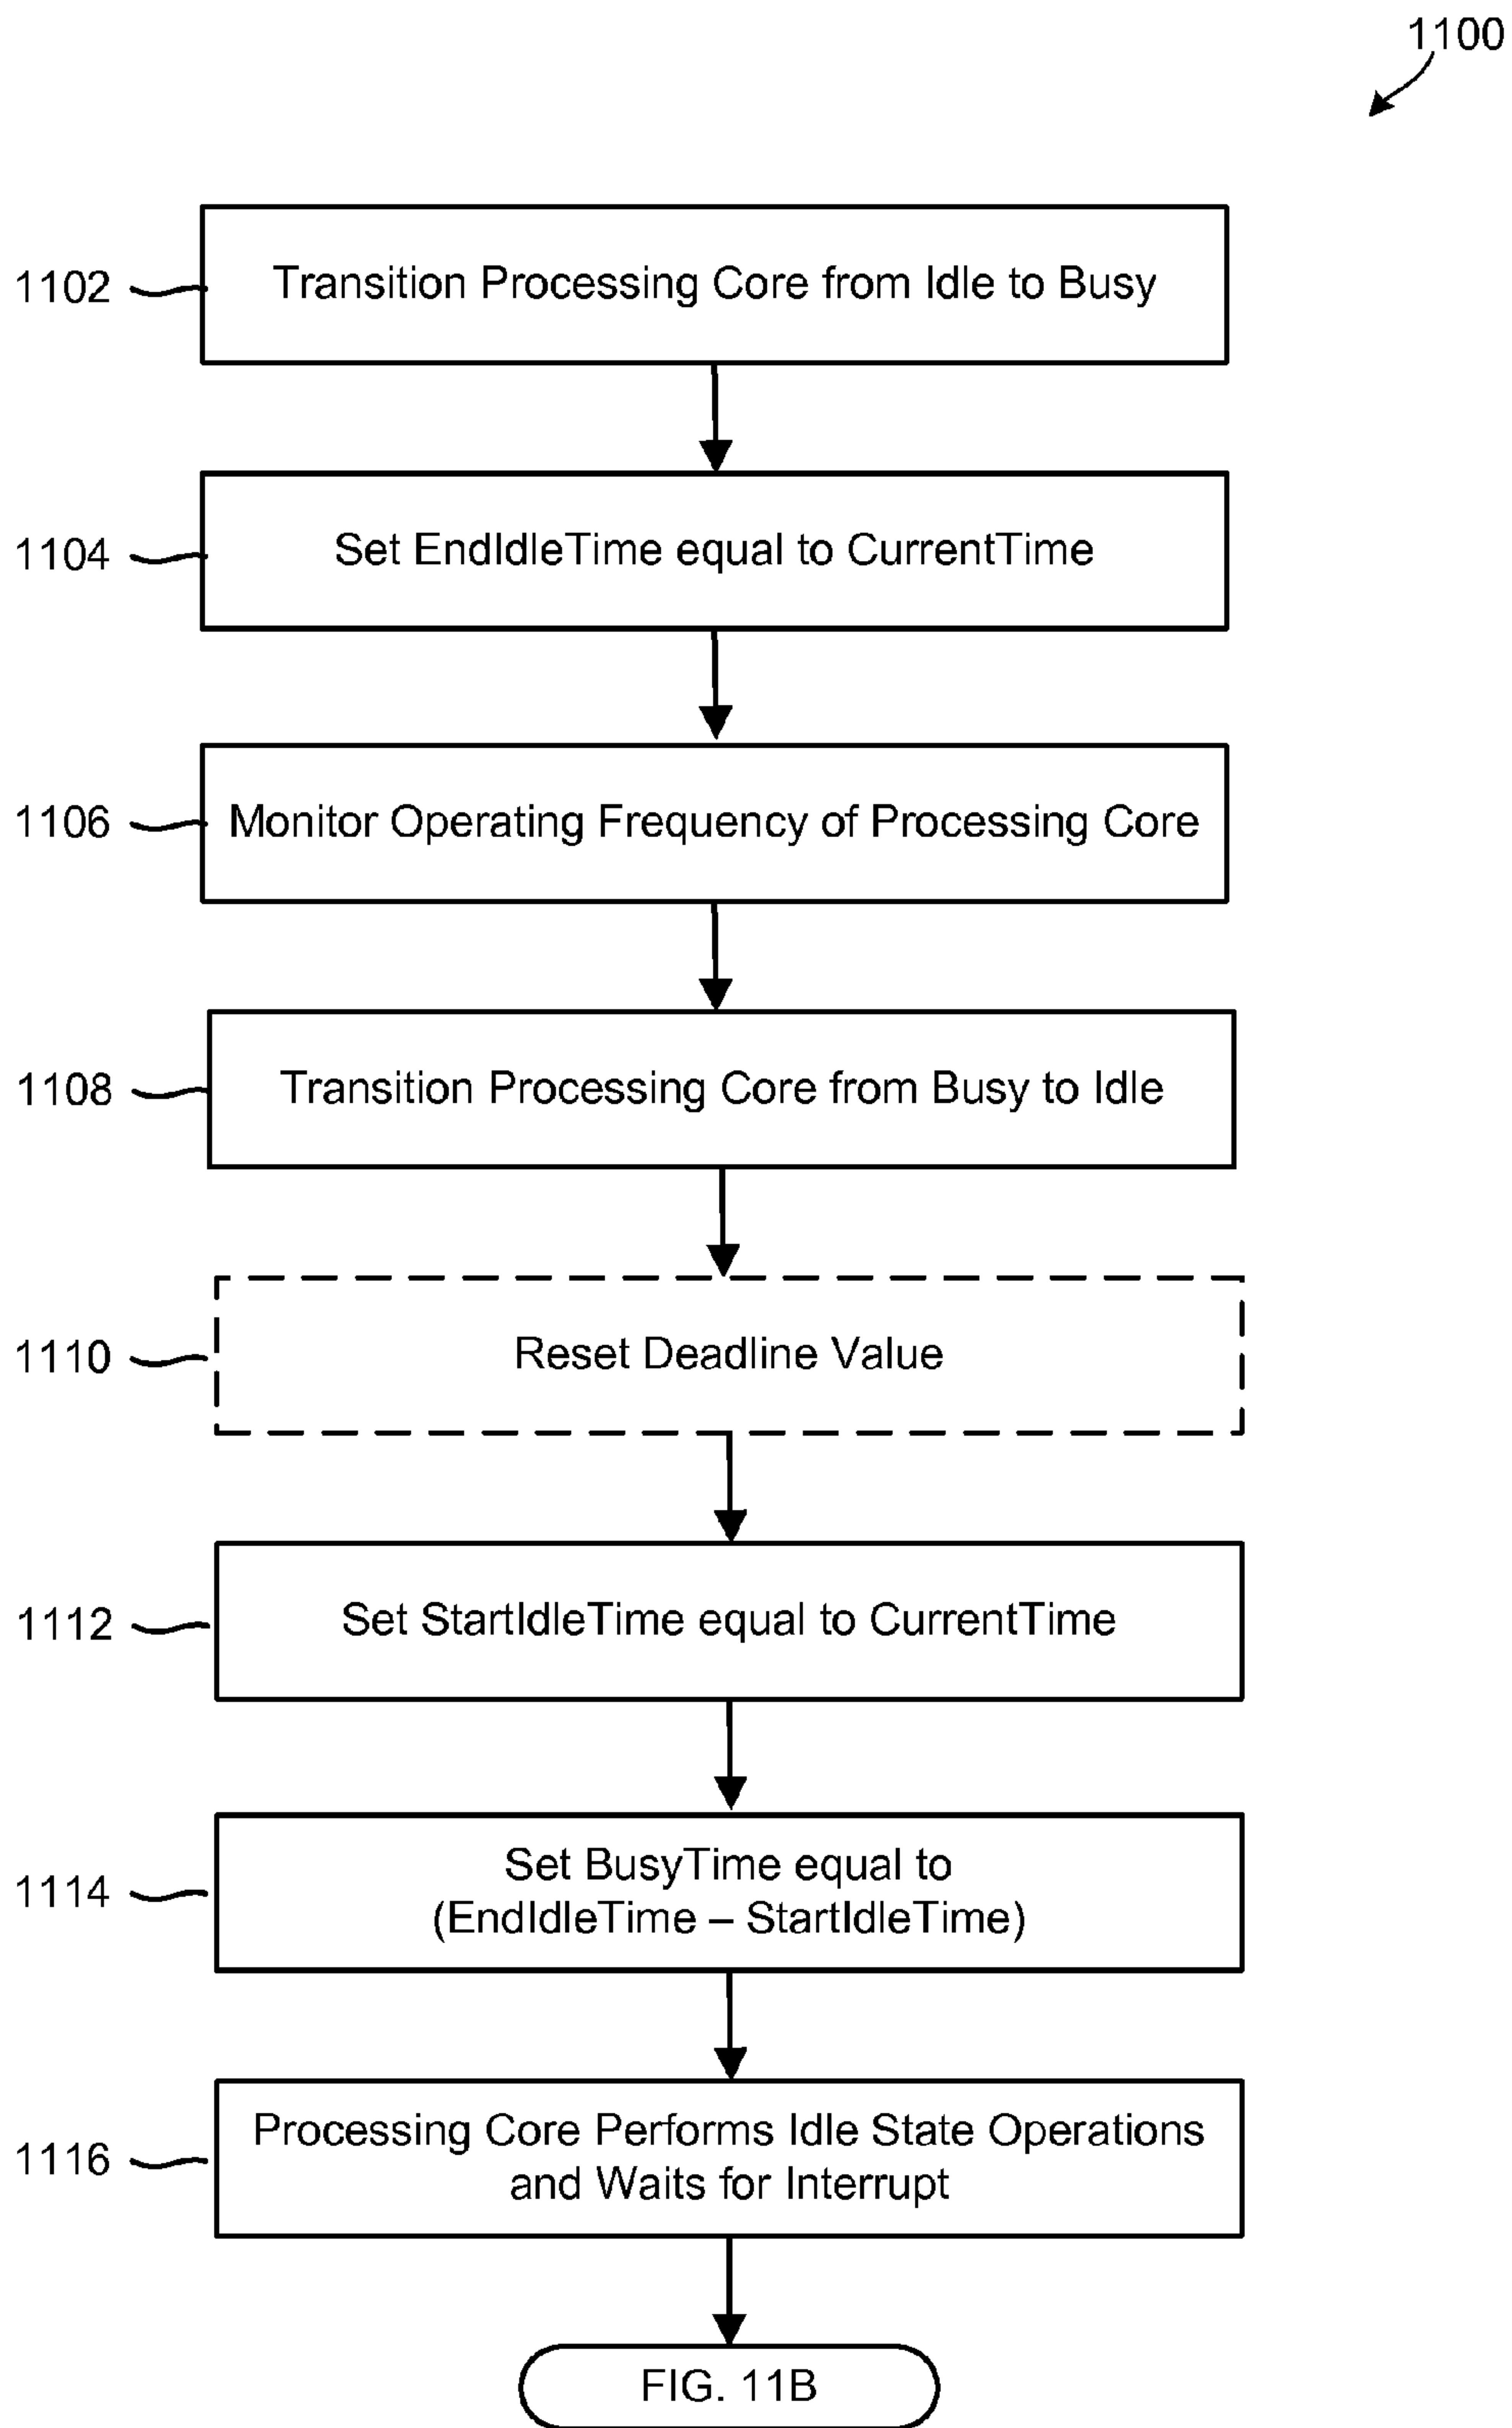 1100
1102
Transition Processing Core from Idle to Busy
1104
Set EndIdleTime equal to CurrentTime
1106
Monitor Operating Frequency of Processing Core
1108
Transition Processing Core from Busy to Idle
1110
Reset Deadline Value
1112
Set StartIdleTime equal to CurrentTime
1114
Set BusyTime equal to
(EndIdleTime – StartIdleTime)
1116
Processing Core Performs Idle State Operations
and Waits for Interrupt
FIG. 11B